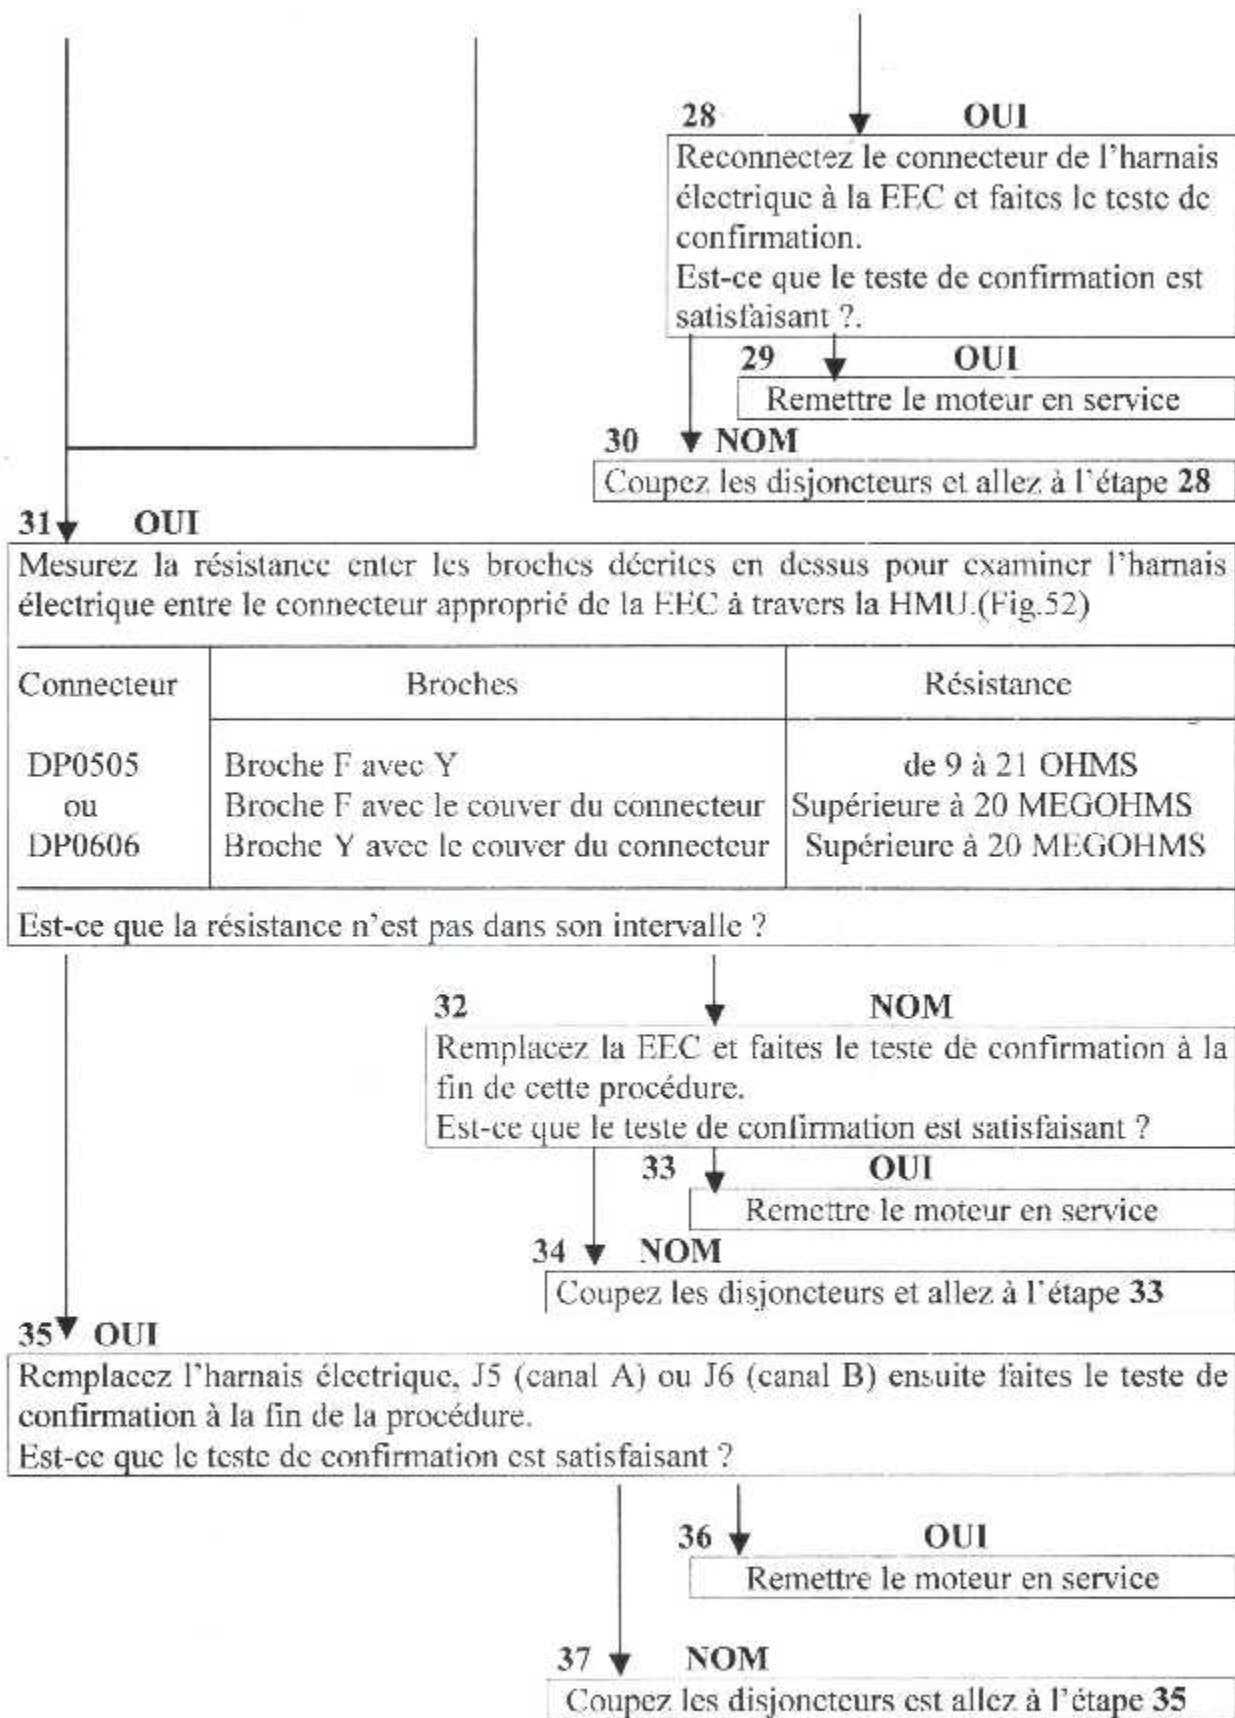 28 OUI
Reconnectez le connecteur de l'harnais
électrique à la EEC et faites le teste de
confirmation.
Est-ce que le teste de confirmation est
satisfaisant ?.
29 OUI
Remettre le moteur en service
30 NOM
Coupez les disjoncteurs et allez à l'étape 28
31 OUI
Mesurez la résistance enter les broches décrites en dessus pour examiner l'harnais
électrique entre le connecteur approprié de la EEC à travers la HMU.(Fig.52)
Connecteur Broches Résistance
DP0505 Broche F avec Y de 9 à 21 OHMS
ou Broche F avec le couver du connecteur Supérieure à 20 MEGOHMS
DP0606 Broche Y avec le couver du connecteur Supérieure à 20 MEGOHMS
Est-ce que la résistance n'est pas dans son intervalle ?
32 NOM
Remplacez la EEC et faites le teste de confirmation à la
fin de cette procédure.
Est-ce que le teste de confirmation est satisfaisant ?
33 OUI
Remettre le moteur en service
34 NOM
Coupez les disjoncteurs et allez à l'étape 33
35 OUI
Remplacez l'harnais électrique, J5 (canal A) ou J6 (canal B) ensuite faites le teste de
confirmation à la fin de la procédure.
Est-ce que le teste de confirmation est satisfaisant ?
36 OUI
Remettre le moteur en service
37 NOM
Coupez les disjoncteurs est allez à l'étape 35